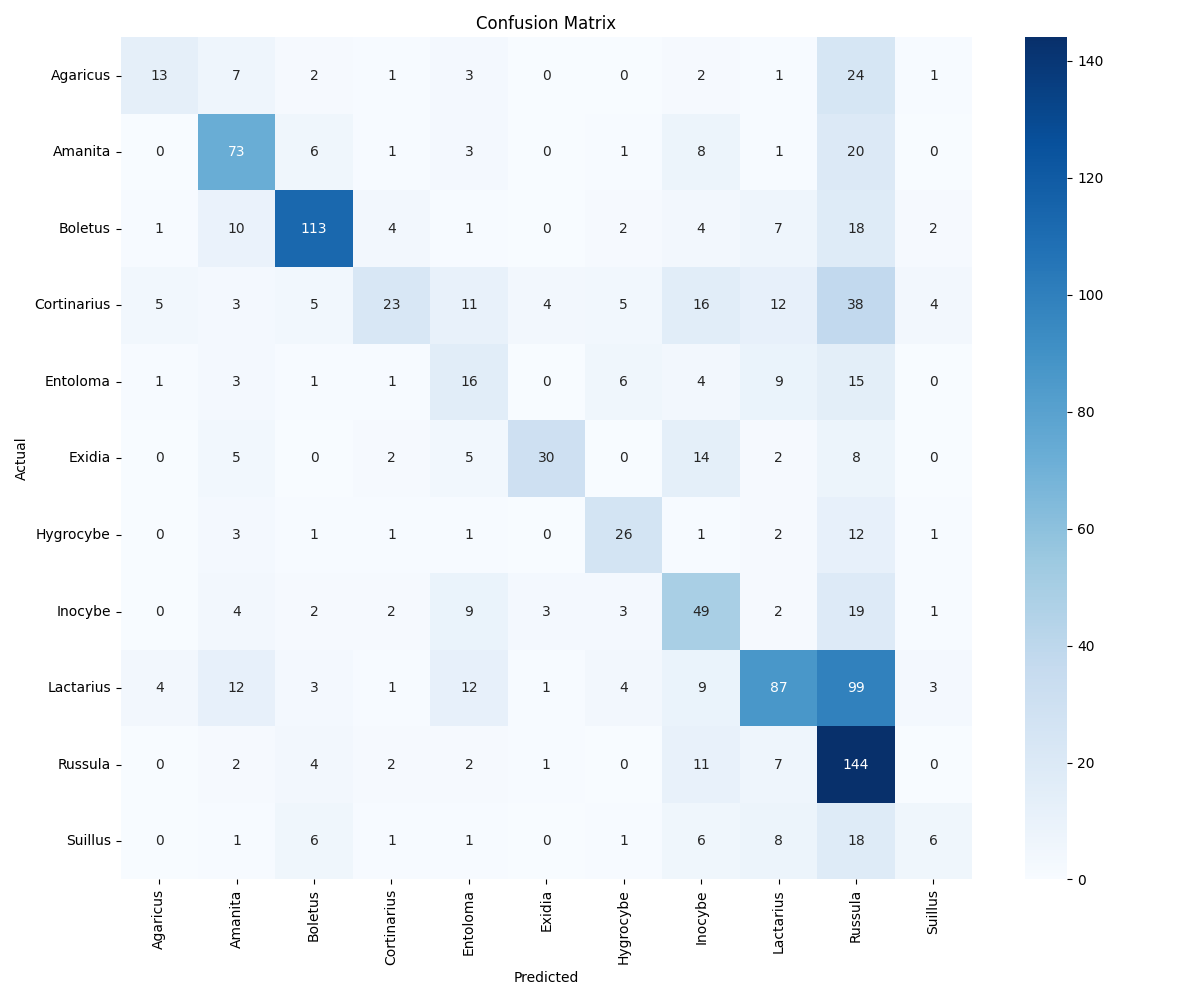 Confusion Matrix
Agaricus 13 7 2 1 3 0 0 2 1 24 1
Amanita 0 73 6 1 3 0 1 8 1 20 0
Boletus 1 10 113 4 1 0 2 4 7 18 2
Cortinarius 5 3 5 23 11 4 5 16 12 38 4
Entoloma 1 3 1 1 16 0 6 4 9 15 0
Exidia 0 5 0 2 5 30 0 14 2 8 0
Hygrocybe 0 3 1 1 1 0 26 1 2 12 1
Inocybe 0 4 2 2 9 3 3 49 2 19 1
Lactarius 4 12 3 1 12 1 4 9 87 99 3
Russula 0 2 4 2 2 1 0 11 7 144 0
Suillus 0 1 6 1 1 0 1 6 8 18 6
Agaricus Amanita Boletus Cortinarius Entoloma Exidia Hygrocybe Inocybe Lactarius Russula Suillus
Predicted
Actual
140
120
100
80
60
40
20
0